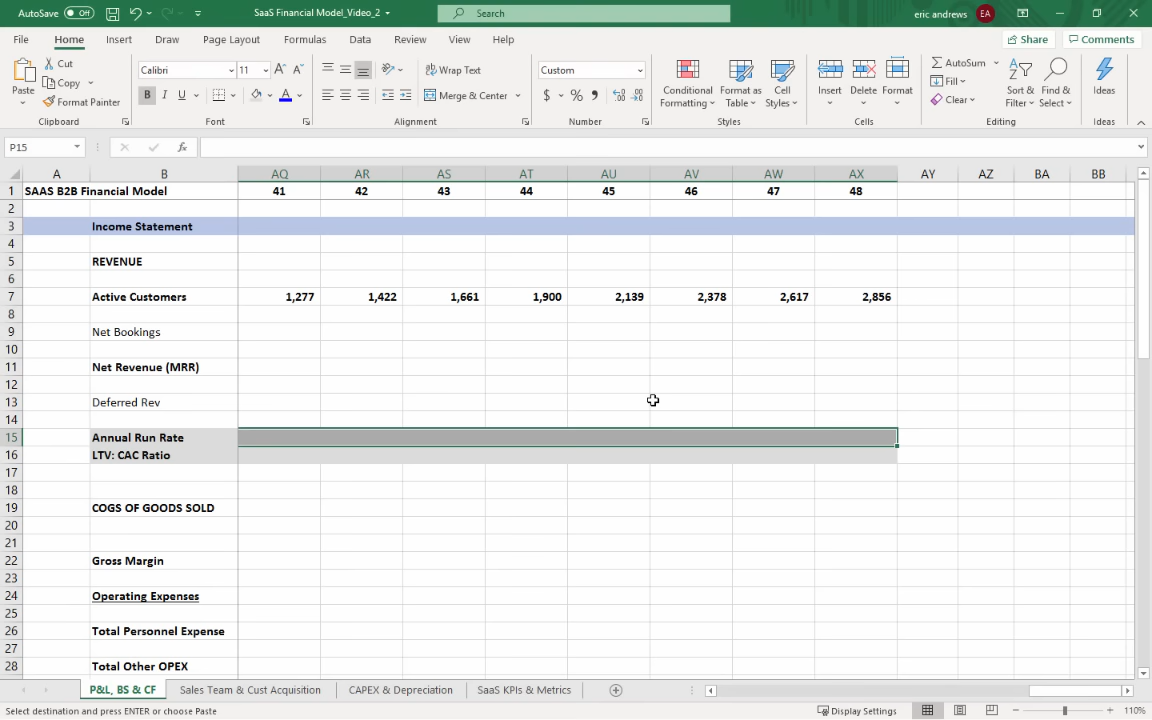 AutoSave Off SaaS Financial Model_Video_2 Search eric andrews EA
File Home Insert Draw Page Layout Formulas Data Review View Help Share Comments
Paste Cut Copy Format Painter Clipboard
Calibri 11 A A B I U A Font
Wrap Text Merge & Center Alignment
Custom $ % , Number
Conditional Formatting Format as Table Cell Styles Styles
Insert Delete Format Cells
AutoSum Fill Clear Sort & Filter Find & Select Editing
Ideas Ideas
P15 fx
A B AQ AR AS AT AU AV AW AX AY AZ BA BB
1 SAAS B2B Financial Model 41 42 43 44 45 46 47 48
2
3 Income Statement
4
5 REVENUE
6
7 Active Customers 1,277 1,422 1,661 1,900 2,139 2,378 2,617 2,856
8
9 Net Bookings
10
11 Net Revenue (MRR)
12
13 Deferred Rev
14
15 Annual Run Rate
16 LTV: CAC Ratio
17
18
19 COGS OF GOODS SOLD
20
21
22 Gross Margin
23
24 Operating Expenses
25
26 Total Personnel Expense
27
28 Total Other OPEX
P&L, BS & CF Sales Team & Cust Acquisition CAPEX & Depreciation SaaS KPIs & Metrics
Select destination and press ENTER or choose Paste Display Settings 110%